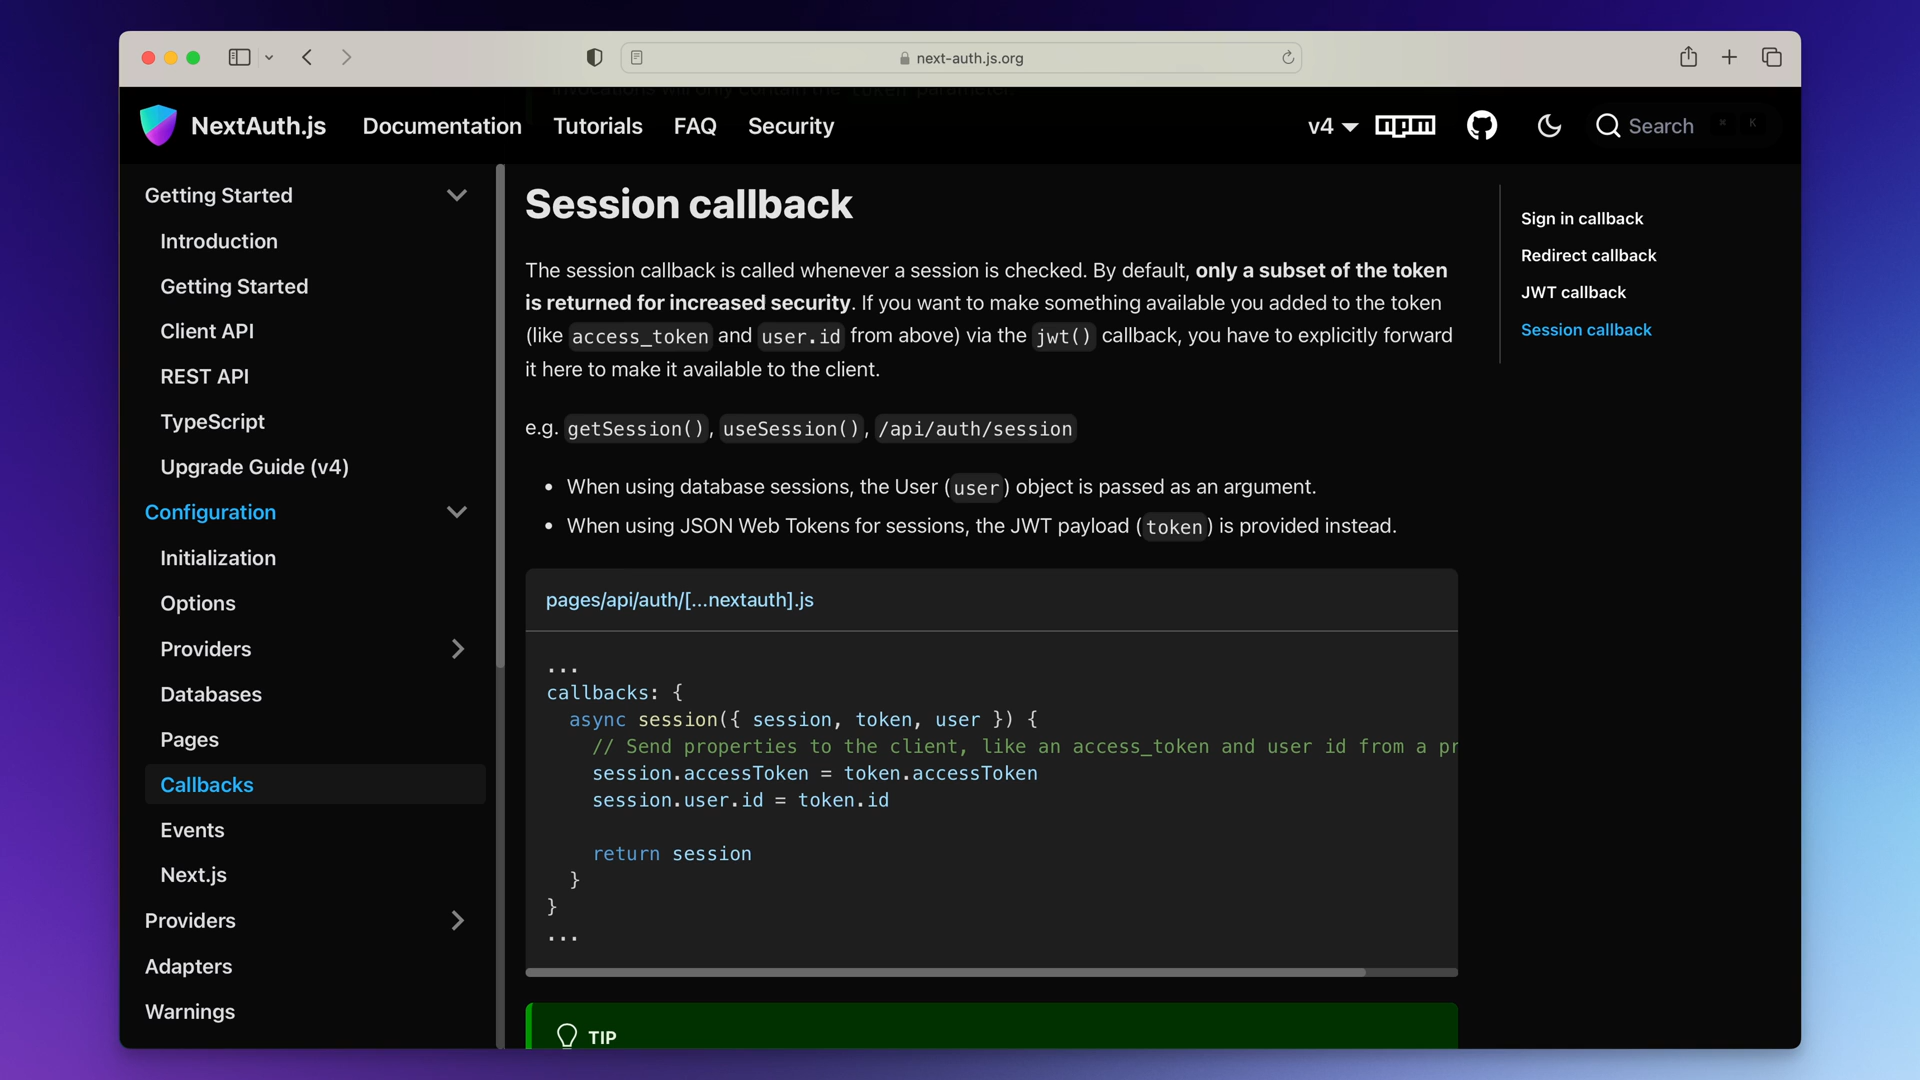 next-auth.js.org
invocations will only contain the token parameter.
NextAuth.js
Documentation
Tutorials
FAQ
Security
v4
npm
Search
K
Getting Started
Introduction
Getting Started
Client API
REST API
TypeScript
Upgrade Guide (v4)
Configuration
Initialization
Options
Providers
Databases
Pages
Callbacks
Events
Next.js
Providers
Adapters
Warnings
Session callback
The session callback is called whenever a session is checked. By default, only a subset of the token
is returned for increased security. If you want to make something available you added to the token
(like access_token and user.id from above) via the jwt() callback, you have to explicitly forward
it here to make it available to the client.
e.g. getSession(), useSession(), /api/auth/session
• When using database sessions, the User (user) object is passed as an argument.
• When using JSON Web Tokens for sessions, the JWT payload (token) is provided instead.
pages/api/auth/[...nextauth].js
...
callbacks: {
  async session({ session, token, user }) {
    // Send properties to the client, like an access_token and user id from a pr
    session.accessToken = token.accessToken
    session.user.id = token.id
    return session
  }
}
...
TIP
Sign in callback
Redirect callback
JWT callback
Session callback